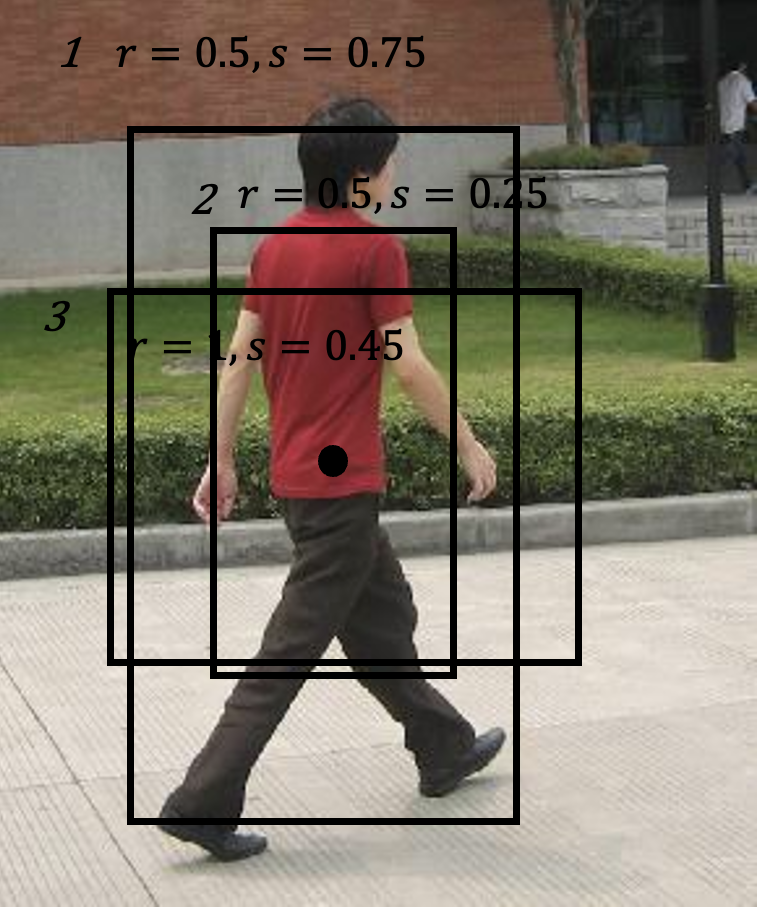 1 r = 0.5, s = 0.75
2 r = 0.5, s = 0.25
3
r = 1, s = 0.45